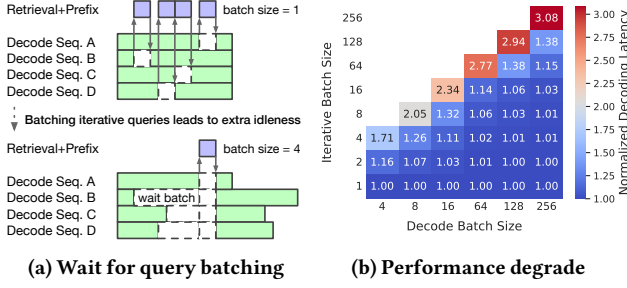 Retrieval+Prefix batch size = 1
Decode Seq. A
Decode Seq. B
Decode Seq. C
Decode Seq. D
Batching iterative queries leads to extra idleness
Retrieval+Prefix batch size = 4
Decode Seq. A
Decode Seq. B wait batch
Decode Seq. C
Decode Seq. D
(a) Wait for query batching
Iterative Batch Size
256 3.08
128 2.94 1.38
64 2.77 1.38 1.15
16 2.34 1.14 1.06 1.03
8 2.05 1.32 1.06 1.03 1.01
4 1.71 1.26 1.11 1.02 1.01 1.01
2 1.16 1.07 1.03 1.01 1.00 1.00
1 1.00 1.00 1.00 1.00 1.00 1.00
4 8 16 64 128 256
Decode Batch Size
3.00
2.75
2.50
2.25
2.00
1.75
1.50
1.25
1.00
Normalized Decoding Latency
(b) Performance degrade